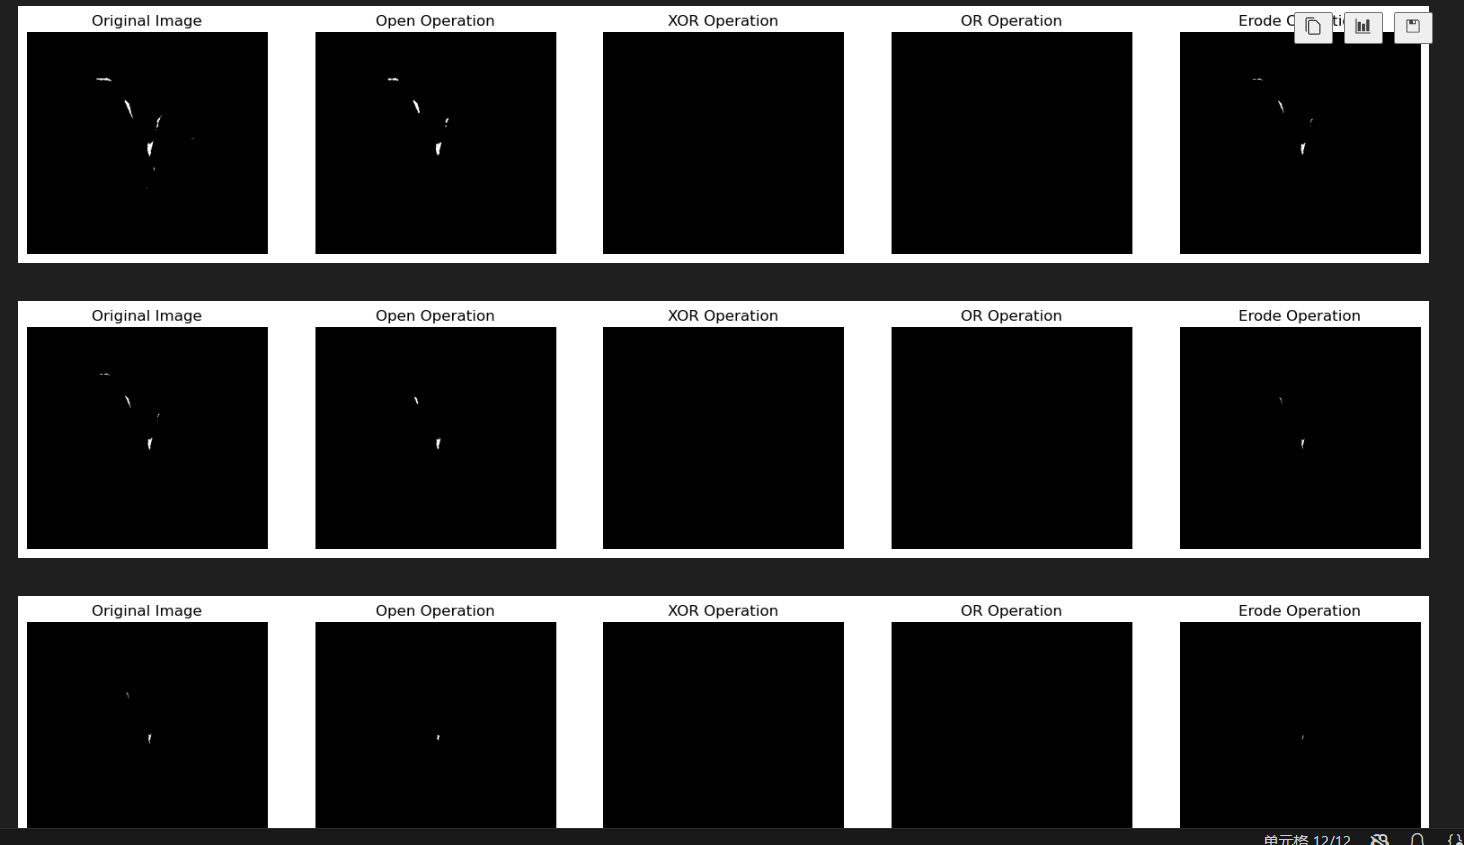 Original Image
Open Operation
XOR Operation
OR Operation
Erode
Original Image
Open Operation
XOR Operation
OR Operation
Erode Operation
Original Image
Open Operation
XOR Operation
OR Operation
Erode Operation
单元格 12/12